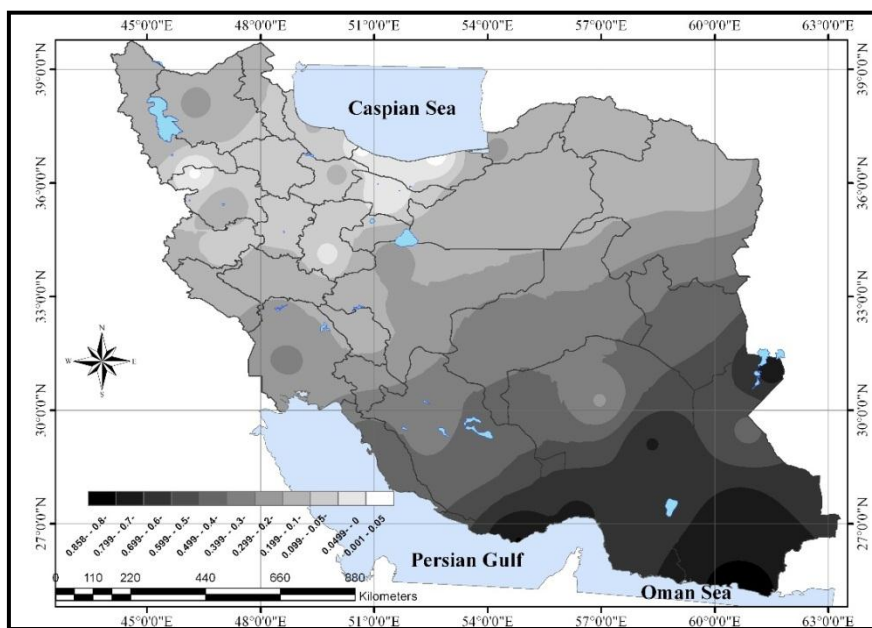 45°0'0"E 48°0'0"E 51°0'0"E 54°0'0"E 57°0'0"E 60°0'0"E 63°0'0"E
39°0'0"N 39°0'0"N
Caspian Sea
36°0'0"N 36°0'0"N
33°0'0"N 33°0'0"N
N
W E
S
30°0'0"N 30°0'0"N
0.858- - 0.8-
0.799- - 0.7-
0.699- - 0.6-
0.599- - 0.5-
0.499- - 0.4-
0.399- - 0.3-
0.299- - 0.2-
0.199- - 0.1-
0.099- - 0.05-
0.0499- - 0
0.001 - 0.05
27°0'0"N 27°0'0"N
Persian Gulf
Oman Sea
0 110 220 440 660 880
Kilometers
45°0'0"E 48°0'0"E 51°0'0"E 54°0'0"E 57°0'0"E 60°0'0"E 63°0'0"E